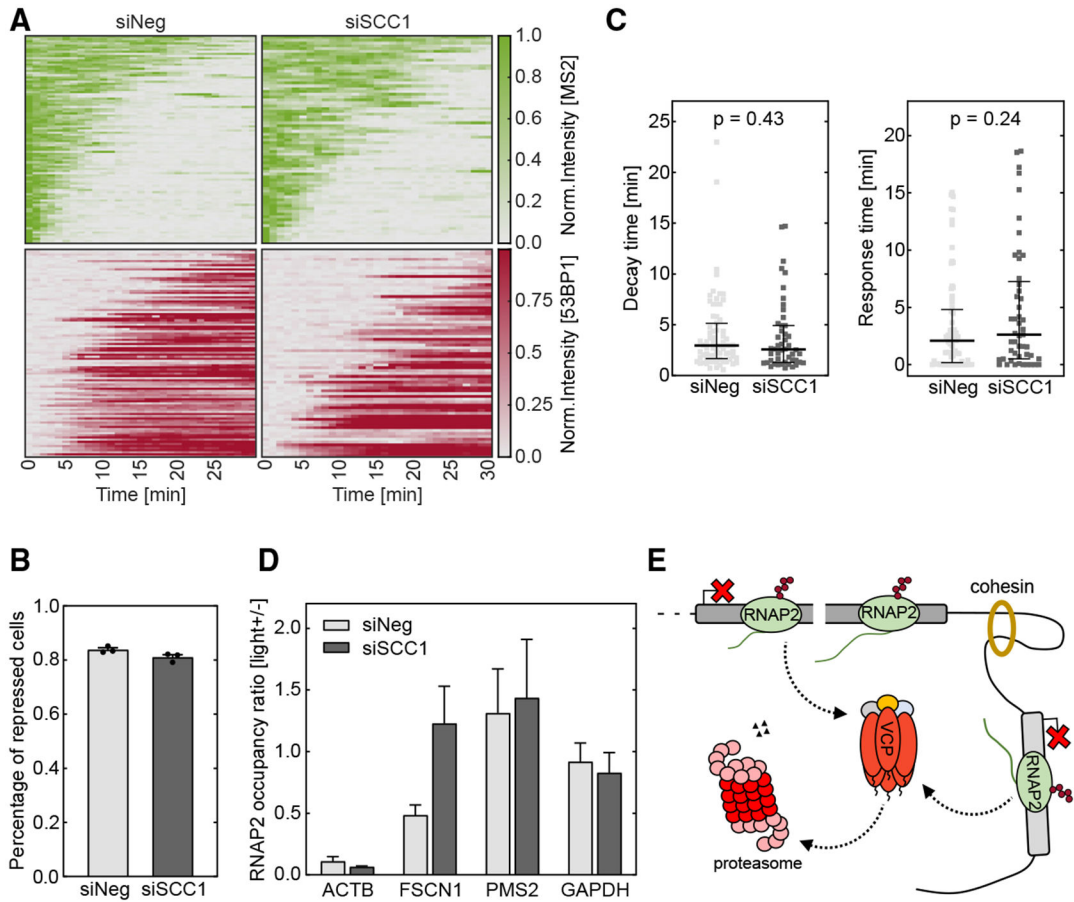 A
siNeg
siSCC1
1.0
0.8
0.6
0.4
0.2
0.0
Norm.Intensity [MS2]
0.75
0.5
0.25
0.0
Norm.Intensity [53BP1]
0 5 10 15 20 25
0 5 10 15 20 25 30
Time [min]
Time [min]
C
p = 0.43
25
20
15
10
5
0
Decay time [min]
siNeg siSCC1
p = 0.24
20
15
10
5
0
Response time [min]
siNeg siSCC1
B
1.0
0.8
0.6
0.4
0.2
0.0
Percentage of repressed cells
siNeg siSCC1
D
2.0
1.5
1.0
0.5
0.0
RNAP2 occupancy ratio [light+/-]
siNeg
siSCC1
ACTB FSCN1 PMS2 GAPDH
E
cohesin
RNAP2
RNAP2
VCP
RNAP2
proteasome